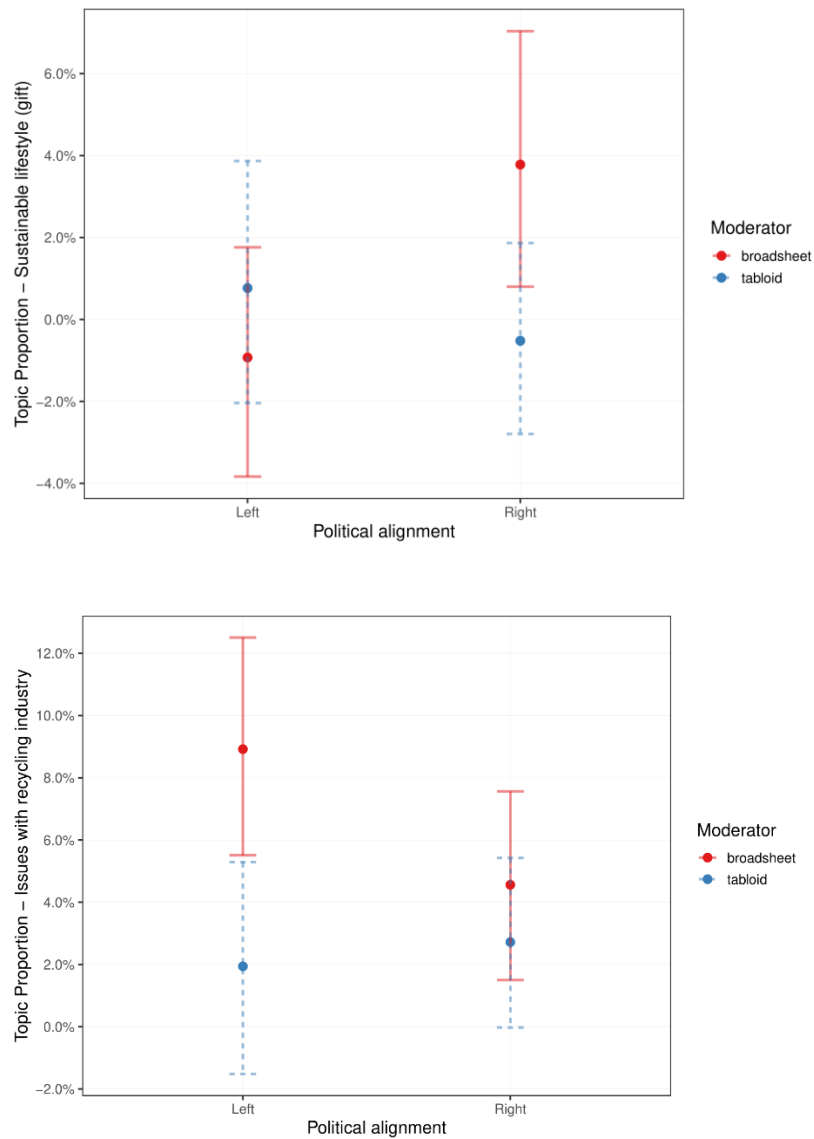 Topic Proportion – Sustainable lifestyle (gift)
6.0%
4.0%
2.0%
0.0%
−2.0%
−4.0%
Left
Right
Political alignment
Moderator
broadsheet
tabloid
Topic Proportion – Issues with recycling industry
12.0%
10.0%
8.0%
6.0%
4.0%
2.0%
0.0%
−2.0%
Left
Right
Political alignment
Moderator
broadsheet
tabloid